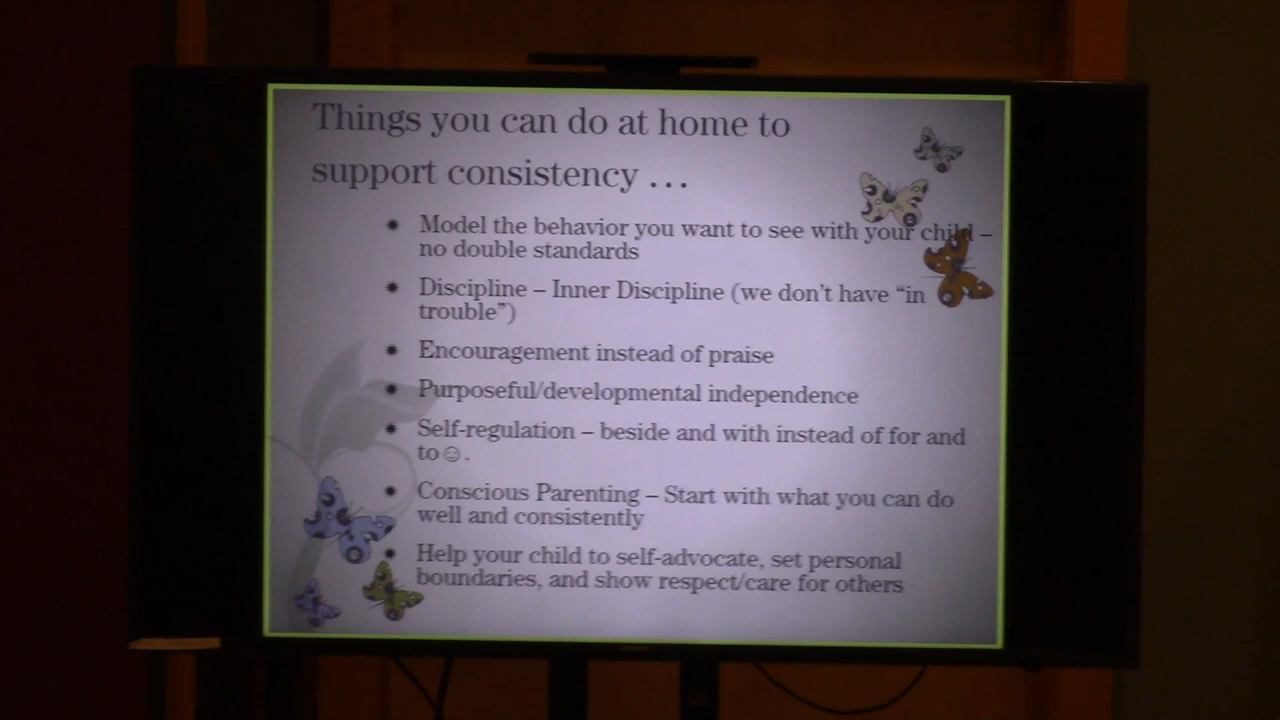 Things you can do at home to
support consistency . . .
• Model the behavior you want to see with your child –
no double standards
• Discipline – Inner Discipline (we don't have “in
trouble”)
• Encouragement instead of praise
• Purposeful/developmental independence
• Self-regulation – beside and with instead of for and
to☺.
• Conscious Parenting – Start with what you can do
well and consistently
• Help your child to self-advocate, set personal
boundaries, and show respect/care for others